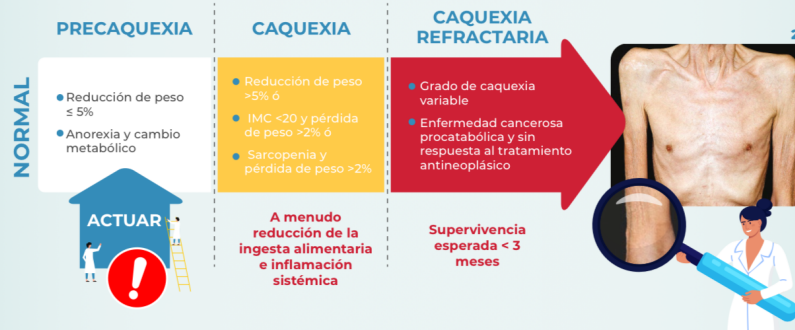 PRECAQUEXIA
CAQUEXIA
CAQUEXIA
REFRACTARIA
NORMAL
Reducción de peso
≤ 5%
Anorexia y cambio
metabólico
Reducción de peso
>5% ó
IMC <20 y pérdida
de peso >2% ó
Sarcopenia y
pérdida de peso >2%
Grado de caquexia
variable
Enfermedad cancerosa
procatabólica y sin
respuesta al tratamiento
antineoplásico
ACTUAR
A menudo
reducción de la
ingesta alimentaria
e inflamación
sistémica
Supervivencia
esperada < 3
meses